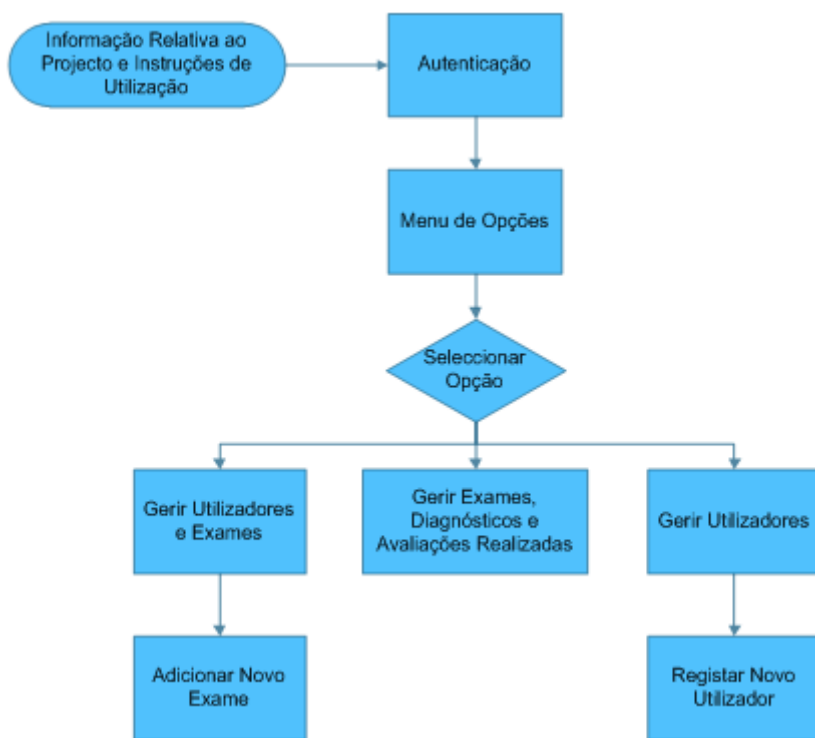 Informação Relativa ao
Projecto e Instruções de
Utilização
Autenticação
Menu de Opções
Seleccionar
Opção
Gerir Utilizadores
e Exames
Gerir Exames,
Diagnósticos e
Avaliações Realizadas
Gerir Utilizadores
Adicionar Novo
Exame
Registar Novo
Utilizador